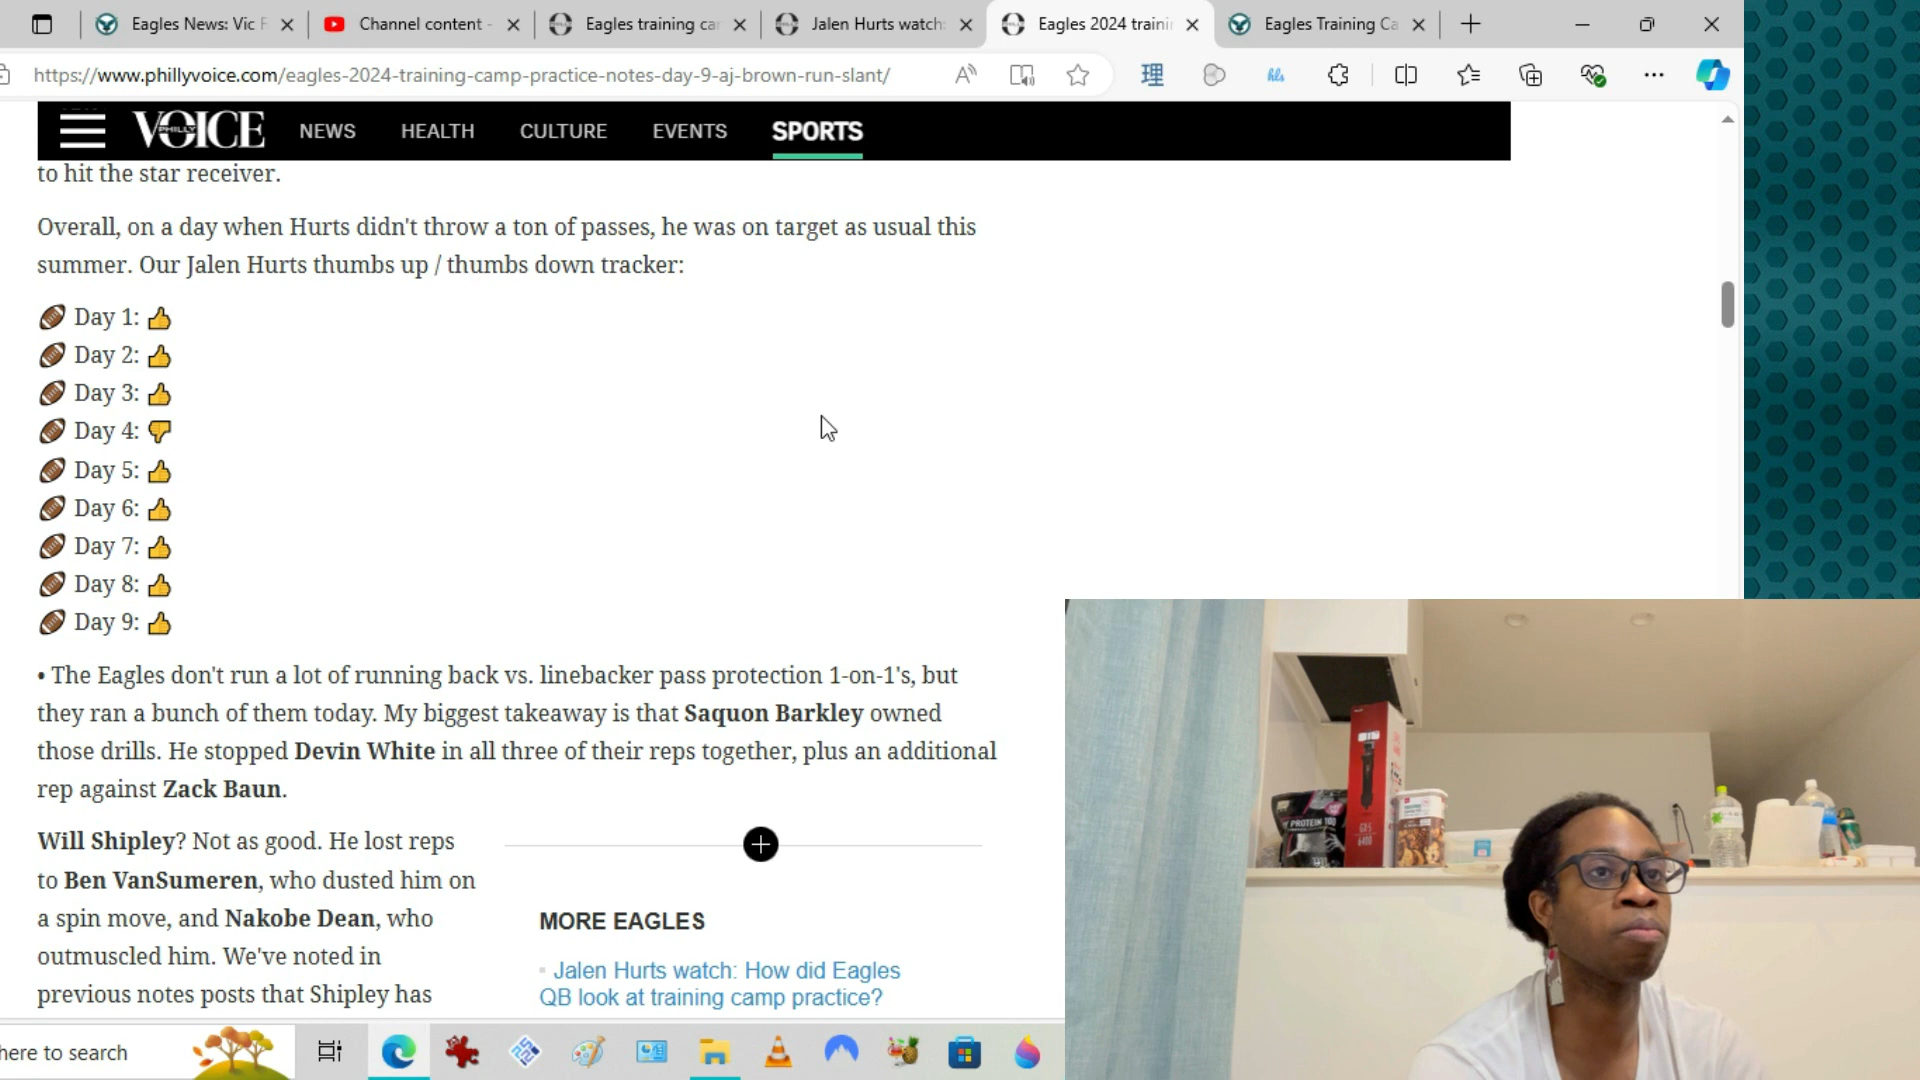 Eagles News: Vic F
Channel content -
Eagles training ca
Jalen Hurts watch:
Eagles 2024 traini
Eagles Training Ca
https://www.phillyvoice.com/eagles-2024-training-camp-practice-notes-day-9-aj-brown-run-slant/
PHILLY VOICE NEWS HEALTH CULTURE EVENTS SPORTS
to hit the star receiver.
Overall, on a day when Hurts didn't throw a ton of passes, he was on target as usual this
summer. Our Jalen Hurts thumbs up / thumbs down tracker:
🏈 Day 1: 👍
🏈 Day 2: 👍
🏈 Day 3: 👍
🏈 Day 4: 👎
🏈 Day 5: 👍
🏈 Day 6: 👍
🏈 Day 7: 👍
🏈 Day 8: 👍
🏈 Day 9: 👍
• The Eagles don't run a lot of running back vs. linebacker pass protection 1-on-1's, but
they ran a bunch of them today. My biggest takeaway is that Saquon Barkley owned
those drills. He stopped Devin White in all three of their reps together, plus an additional
rep against Zack Baun.
Will Shipley? Not as good. He lost reps
to Ben VanSumeren, who dusted him on
a spin move, and Nakobe Dean, who
outmuscled him. We've noted in
previous notes posts that Shipley has
MORE EAGLES
Jalen Hurts watch: How did Eagles
QB look at training camp practice?
here to search
PROTEIN 100